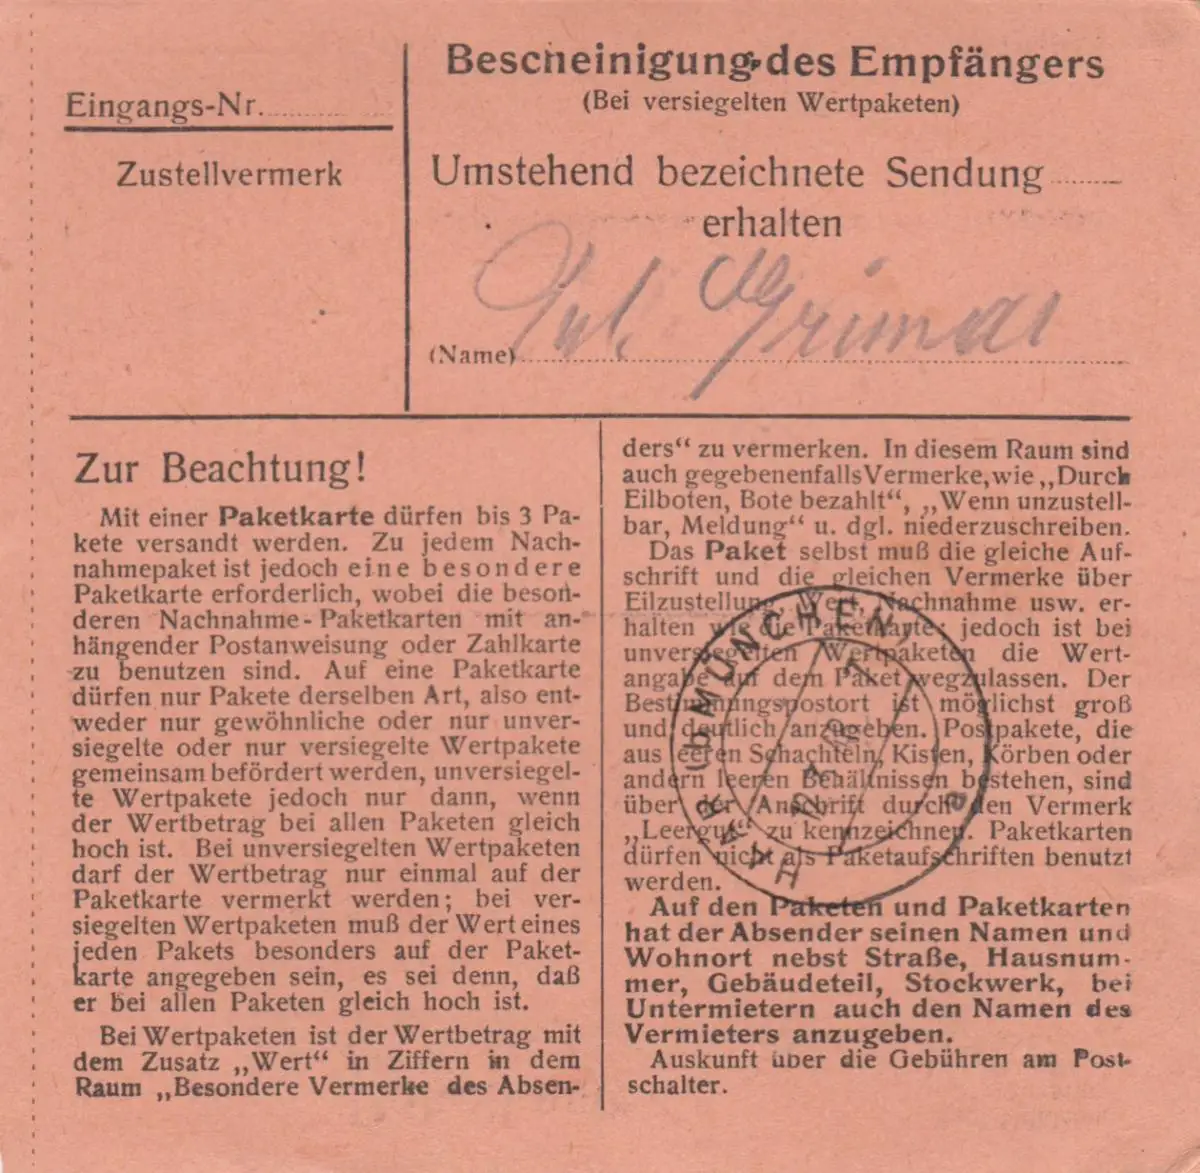 Eingangs-Nr.
Zustellvermerk
Bescheinigung des Empfängers
(Bei versiegelten Wertpaketen)
Umstehend bezeichnete Sendung
erhalten
(Name)
Zur Beachtung!
Mit einer Paketkarte dürfen bis 3 Pa-
kete versandt werden. Zu jedem Nach-
nahmepaket ist jedoch eine besondere
Paketkarte erforderlich, wobei die beson-
deren Nachnahme-Paketkarten mit an-
hängender Postanweisung oder Zahlkarte
zu benutzen sind. Auf eine Paketkarte
dürfen nur Pakete derselben Art, also ent-
weder nur gewöhnliche oder nur unver-
siegelte oder nur versiegelte Wertpakete
gemeinsam befördert werden, unversiegel-
te Wertpakete jedoch nur dann, wenn
der Wertbetrag bei allen Paketen gleich
hoch ist. Bei unversiegelten Wertpaketen
darf der Wertbetrag nur einmal auf der
Paketkarte vermerkt werden; bei ver-
siegelten Wertpaketen muß der Wert eines
jeden Pakets besonders auf der Paket-
karte angegeben sein, es sei denn, daß
er bei allen Paketen gleich hoch ist.
Bei Wertpaketen ist der Wertbetrag mit
dem Zusatz „Wert“ in Ziffern in dem
Raum „Besondere Vermerke des Absen-
ders“ zu vermerken. In diesem Raum sind
auch gegebenenfalls Vermerke, wie „Durch
Eilboten, Bote bezahlt“, „Wenn unzustell-
bar, Meldung“ u. dgl. niederzuschreiben.
Das Paket selbst muß die gleiche Auf-
schrift und die gleichen Vermerke über
Eilzustellung, Wert, Nachnahme usw. er-
halten wie die Paketkarte; jedoch ist bei
unversiegelten Wertpaketen die Wert-
angabe auf dem Paket wegzulassen. Der
Bestimmungspostort ist möglichst groß
und deutlich anzugeben. Postpakete, die
aus leeren Schachteln, Kisten, Körben oder
andern leeren Behältnissen bestehen, sind
über der Anschrift durch den Vermerk
„Leergut“ zu kennzeichnen. Paketkarten
dürfen nicht als Paketaufschriften benutzt
werden.
Auf den Paketen und Paketkarten
hat der Absender seinen Namen und
Wohnort nebst Straße, Hausnum-
mer, Gebäudeteil, Stockwerk, bei
Untermietern auch den Namen des
Vermieters anzugeben.
Auskunft über die Gebühren am Post-
schalter.
HAAR ü. MÜNCHEN
a